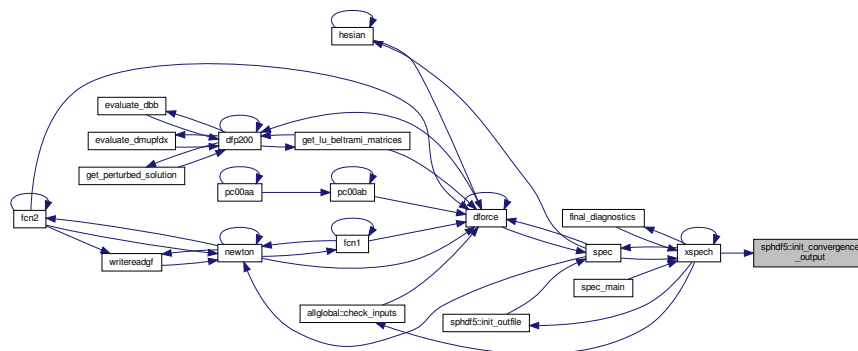 hesian
evaluate_dbb
evaluate_dmupfdx
dfp200
get_lu_beltrami_matrices
get_perturbed_solution
pc00aa
pc00ab
fcn2
dforce
final_diagnostics
fcn1
newton
spec
xspech
sphdf5::init_convergence
_output
writereadgf
spec_main
allglobal::check_inputs
sphdf5::init_outfile